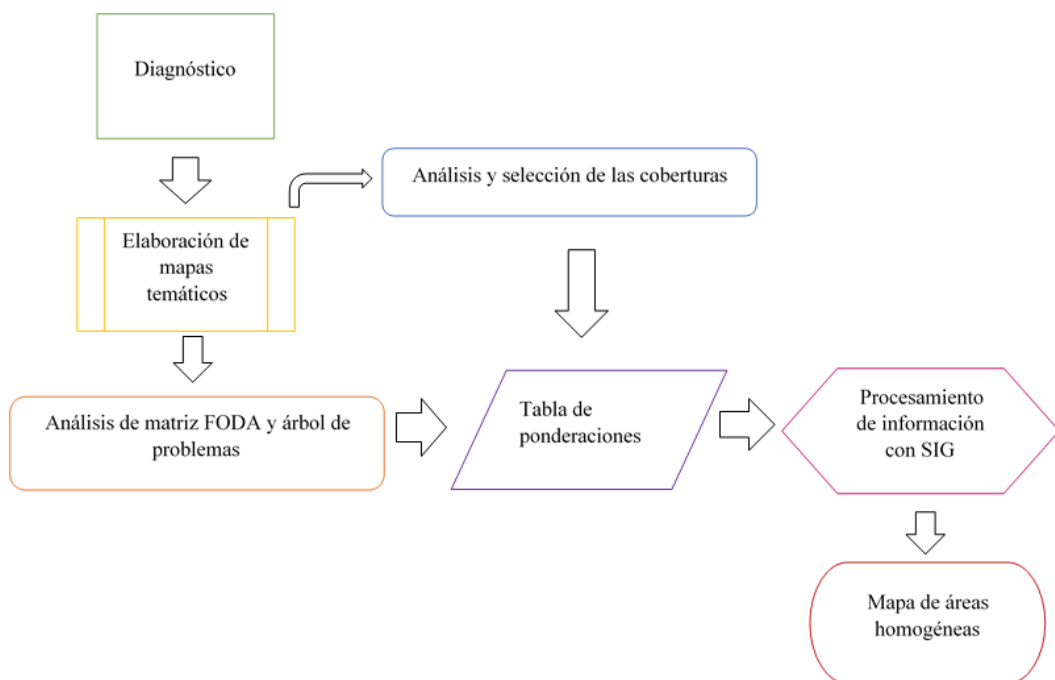 Diagnóstico
Análisis y selección de las coberturas
Elaboración de
mapas
temáticos
Análisis de matriz FODA y árbol de
problemas
Tabla de
ponderaciones
Procesamiento
de información
con SIG
Mapa de áreas
homogéneas